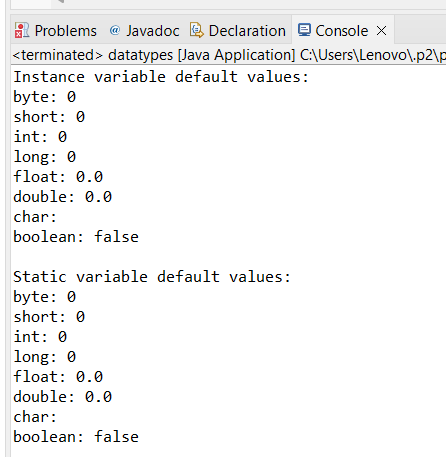 Problems @ Javadoc Declaration Console
<terminated> datatypes [Java Application] C:\Users\Lenovo\.p2\p
Instance variable default values:
byte: 0
short: 0
int: 0
long: 0
float: 0.0
double: 0.0
char:
boolean: false
Static variable default values:
byte: 0
short: 0
int: 0
long: 0
float: 0.0
double: 0.0
char:
boolean: false